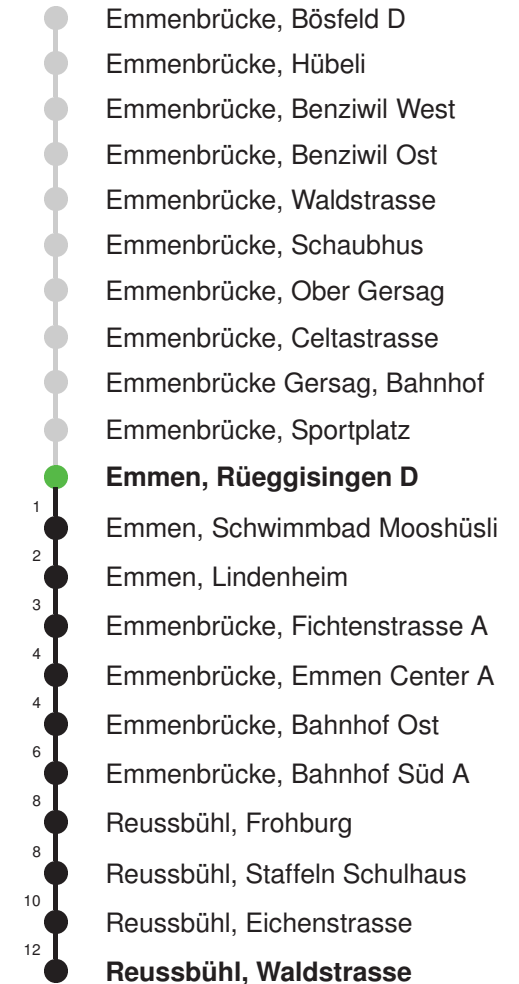 Emmenbrücke, Bösfeld D
Emmenbrücke, Hübeli
Emmenbrücke, Benziwil West
Emmenbrücke, Benziwil Ost
Emmenbrücke, Waldstrasse
Emmenbrücke, Schaubhus
Emmenbrücke, Ober Gersag
Emmenbrücke, Celtastrasse
Emmenbrücke Gersag, Bahnhof
Emmenbrücke, Sportplatz
Emmen, Rüeggisingen D
1 Emmen, Schwimmbad Mooshüsli
2 Emmen, Lindenheim
3 Emmenbrücke, Fichtenstrasse A
4 Emmenbrücke, Emmen Center A
4 Emmenbrücke, Bahnhof Ost
6 Emmenbrücke, Bahnhof Süd A
8 Reussbühl, Frohburg
8 Reussbühl, Staffeln Schulhaus
10 Reussbühl, Eichenstrasse
12 Reussbühl, Waldstrasse